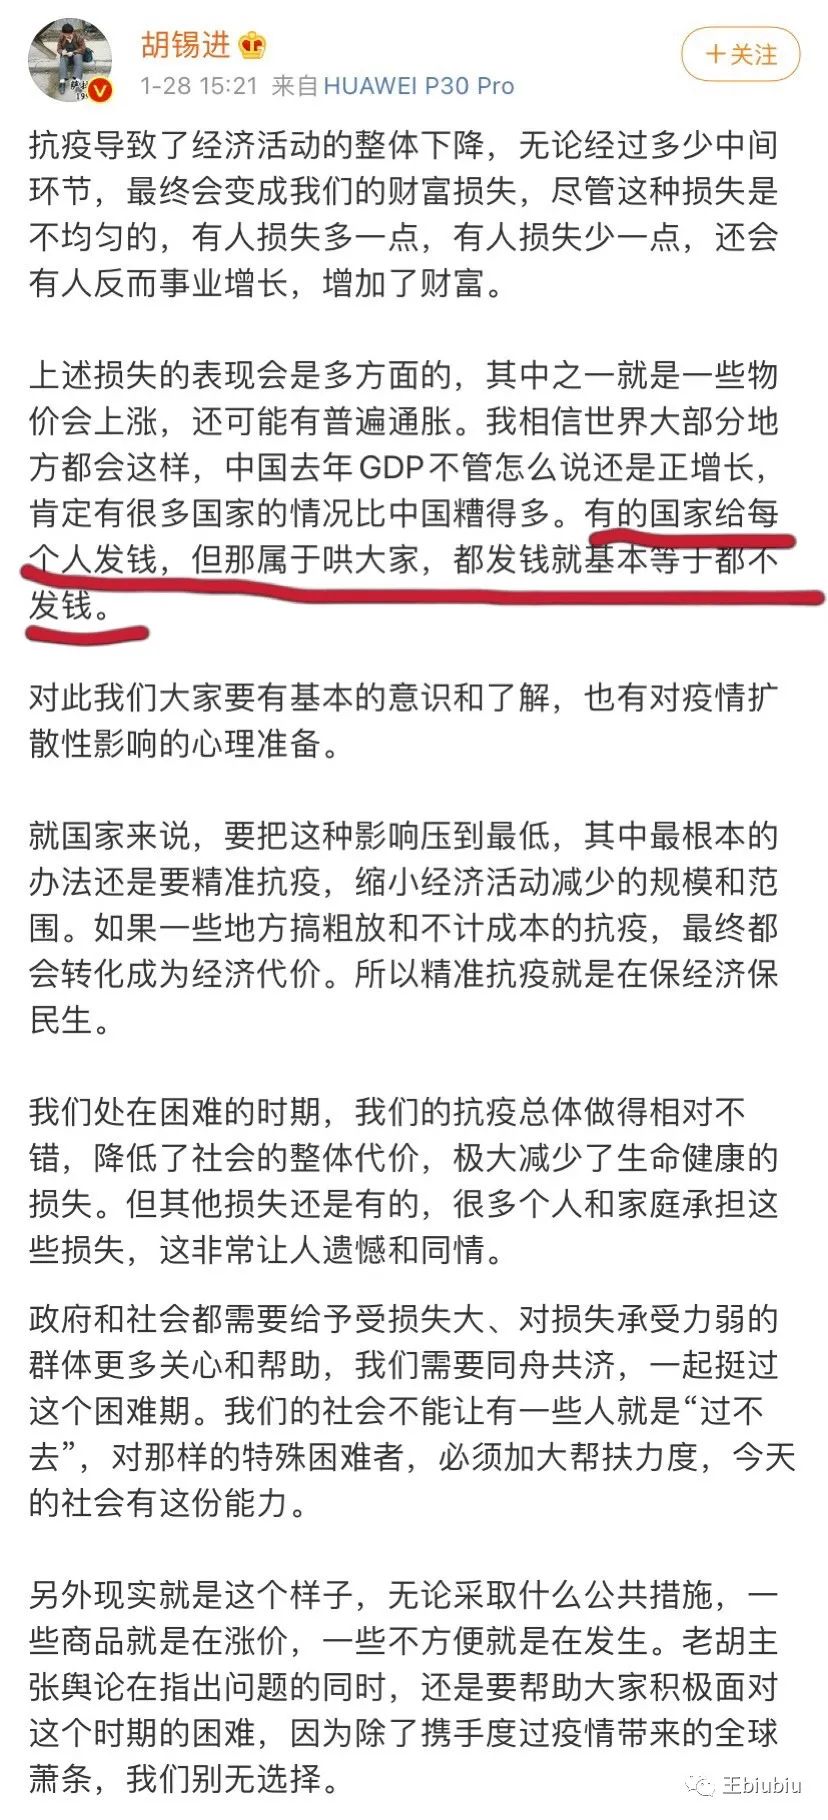 胡锡进
1-28 15:21 来自HUAWEI P30 Pro
＋关注
抗疫导致了经济活动的整体下降，无论经过多少中间
环节，最终会变成我们的财富损失，尽管这种损失是
不均匀的，有人损失多一点，有人损失少一点，还会
有人反而事业增长，增加了财富。
上述损失的表现会是多方面的，其中之一就是一些物
价会上涨，还可能有普遍通胀。我相信世界大部分地
方都会这样，中国去年GDP不管怎么说还是正增长，
肯定有很多国家的情况比中国糟得多。有的国家给每
个人发钱，但那属于哄大家，都发钱就基本等于都不
发钱。
对此我们大家要有基本的意识和了解，也有对疫情扩
散性影响的心理准备。
就国家来说，要把这种影响压到最低，其中最根本的
办法还是要精准抗疫，缩小经济活动减少的规模和范
围。如果一些地方搞粗放和不计成本的抗疫，最终都
会转化成为经济代价。所以精准抗疫就是在保经济保
民生。
我们处在困难的时期，我们的抗疫总体做得相对不
错，降低了社会的整体代价，极大减少了生命健康的
损失。但其他损失还是有的，很多个人和家庭承担这
些损失，这非常让人遗憾和同情。
政府和社会都需要给予受损失大、对损失承受力弱的
群体更多关心和帮助，我们需要同舟共济，一起挺过
这个困难期。我们的社会不能让有一些人就是“过不
去”，对那样的特殊困难者，必须加大帮扶力度，今天
的社会有这份能力。
另外现实就是这个样子，无论采取什么公共措施，一
些商品就是在涨价，一些不方便就是在发生。老胡主
张舆论在指出问题的同时，还是要帮助大家积极面对
这个时期的困难，因为除了携手度过疫情带来的全球
萧条，我们别无选择。
王biubiu